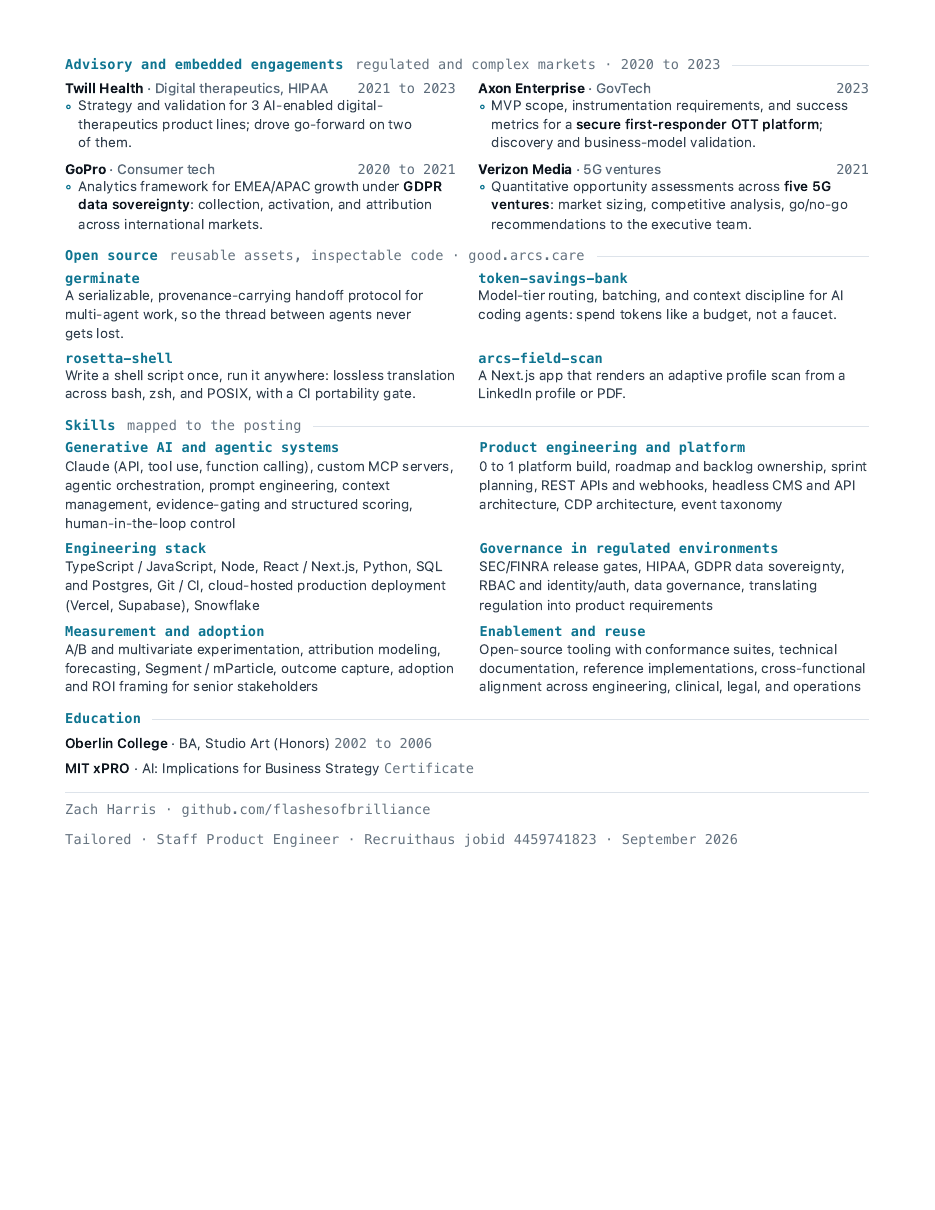 Advisory and embedded engagements regulated and complex markets · 2020 to 2023
Twill Health · Digital therapeutics, HIPAA 2021 to 2023
Strategy and validation for 3 AI-enabled digital-
therapeutics product lines; drove go-forward on two
of them.
Axon Enterprise · GovTech 2023
MVP scope, instrumentation requirements, and success
metrics for a secure first-responder OTT platform;
discovery and business-model validation.
GoPro · Consumer tech 2020 to 2021
Analytics framework for EMEA/APAC growth under GDPR
data sovereignty: collection, activation, and attribution
across international markets.
Verizon Media · 5G ventures 2021
Quantitative opportunity assessments across five 5G
ventures: market sizing, competitive analysis, go/no-go
recommendations to the executive team.
Open source reusable assets, inspectable code · good.arcs.care
germinate
A serializable, provenance-carrying handoff protocol for
multi-agent work, so the thread between agents never
gets lost.
token-savings-bank
Model-tier routing, batching, and context discipline for AI
coding agents: spend tokens like a budget, not a faucet.
rosetta-shell
Write a shell script once, run it anywhere: lossless translation
across bash, zsh, and POSIX, with a CI portability gate.
arcs-field-scan
A Next.js app that renders an adaptive profile scan from a
LinkedIn profile or PDF.
Skills mapped to the posting
Generative AI and agentic systems
Claude (API, tool use, function calling), custom MCP servers,
agentic orchestration, prompt engineering, context
management, evidence-gating and structured scoring,
human-in-the-loop control
Product engineering and platform
0 to 1 platform build, roadmap and backlog ownership, sprint
planning, REST APIs and webhooks, headless CMS and API
architecture, CDP architecture, event taxonomy
Engineering stack
TypeScript / JavaScript, Node, React / Next.js, Python, SQL
and Postgres, Git / CI, cloud-hosted production deployment
(Vercel, Supabase), Snowflake
Governance in regulated environments
SEC/FINRA release gates, HIPAA, GDPR data sovereignty,
RBAC and identity/auth, data governance, translating
regulation into product requirements
Measurement and adoption
A/B and multivariate experimentation, attribution modeling,
forecasting, Segment / mParticle, outcome capture, adoption
and ROI framing for senior stakeholders
Enablement and reuse
Open-source tooling with conformance suites, technical
documentation, reference implementations, cross-functional
alignment across engineering, clinical, legal, and operations
Education
Oberlin College · BA, Studio Art (Honors) 2002 to 2006
MIT xPRO · AI: Implications for Business Strategy Certificate
Zach Harris · github.com/flashesofbrilliance
Tailored · Staff Product Engineer · Recruithaus jobid 4459741823 · September 2026